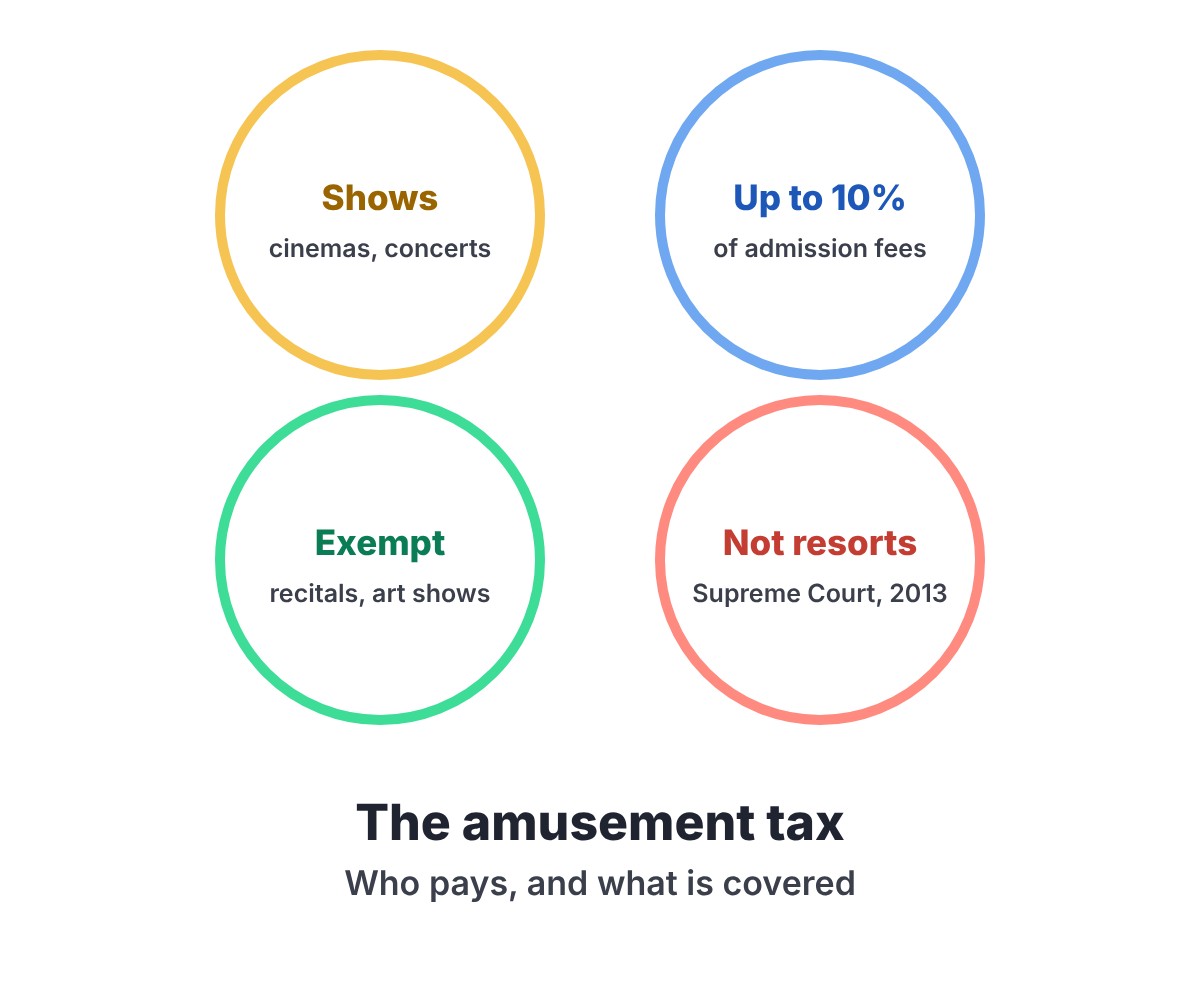 Shows
cinemas, concerts
Up to 10%
of admission fees
Exempt
recitals, art shows
Not resorts
Supreme Court, 2013
The amusement tax
Who pays, and what is covered